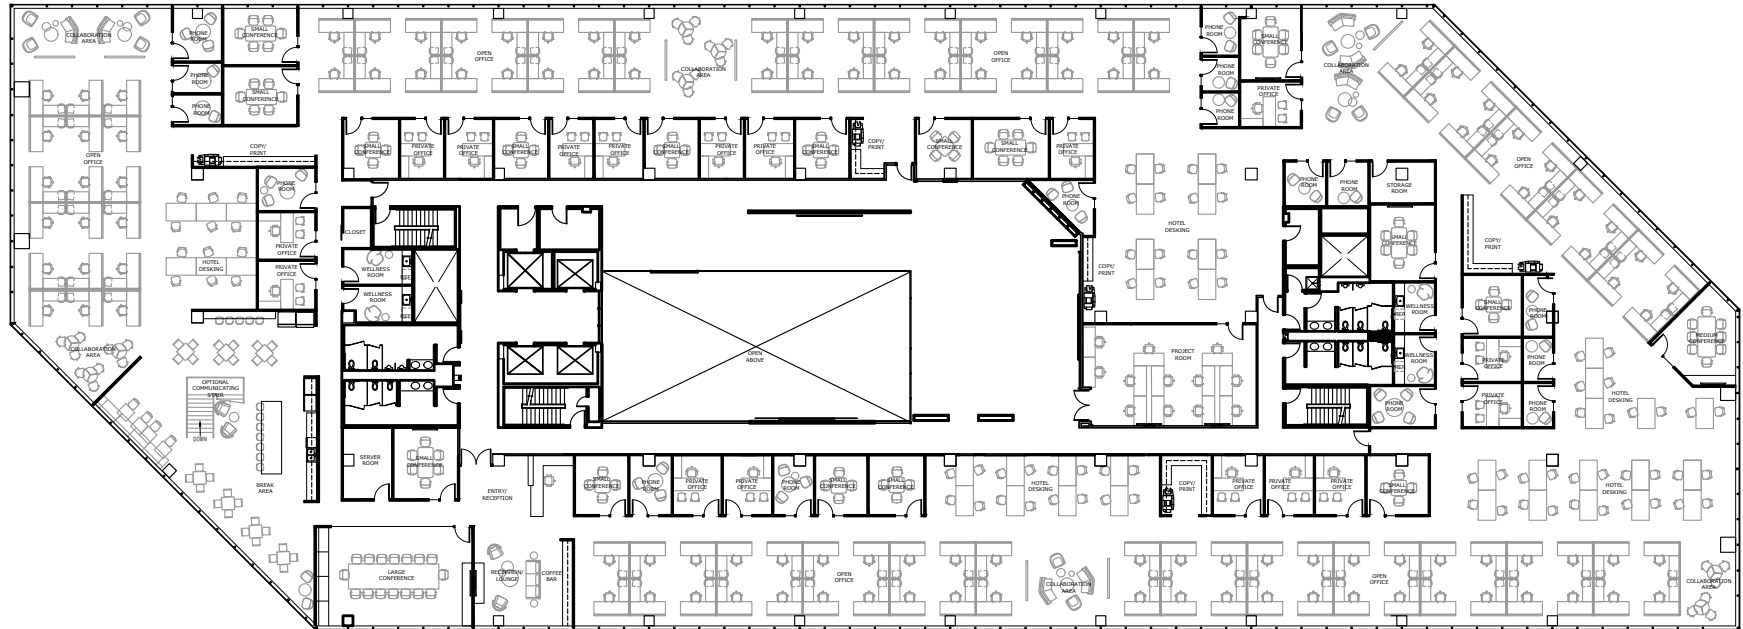 COLLABORATION
AREA
PHONE
ROOM
SMALL
CONFERENCE
PHONE
ROOM
SMALL
CONFERENCE
PHONE
ROOM
OPEN
OFFICE
COLLABORATION
AREA
OPEN
OFFICE
PHONE
ROOM
SMALL
CONFERENCE
PHONE
ROOM
PRIVATE
OFFICE
PHONE
ROOM
COLLABORATION
AREA
OPEN
OFFICE
OPEN
OFFICE
COPY/
PRINT
SMALL
CONFERENCE
PRIVATE
OFFICE
PRIVATE
OFFICE
SMALL
CONFERENCE
PRIVATE
OFFICE
PRIVATE
OFFICE
SMALL
CONFERENCE
PRIVATE
OFFICE
PRIVATE
OFFICE
SMALL
CONFERENCE
COPY/
PRINT
SMALL
CONFERENCE
SMALL
CONFERENCE
PRIVATE
OFFICE
PHONE
ROOM
PHONE
ROOM
PHONE
ROOM
PHONE
ROOM
STORAGE
ROOM
CLOSET
PRIVATE
OFFICE
HOTEL
DESKING
PRIVATE
OFFICE
WELLNESS
ROOM
REF.
WELLNESS
ROOM
REF.
HOTEL
DESKING
SMALL
CONFERENCE
COPY/
PRINT
COPY/
PRINT
WELLNESS
ROOM
REF.
WELLNESS
ROOM
REF.
SMALL
CONFERENCE
PHONE
ROOM
MEDIUM
CONFERENCE
COLLABORATION
AREA
OPEN
ABOVE
PROJECT
ROOM
PRIVATE
OFFICE
PHONE
ROOM
OPTIONAL
COMMUNICATING
STAIR
DOWN
PHONE
ROOM
PRIVATE
OFFICE
PHONE
ROOM
HOTEL
DESKING
SERVER
ROOM
SMALL
CONFERENCE
BREAK
AREA
ENTRY/
RECEPTION
SMALL
CONFERENCE
PHONE
ROOM
PRIVATE
OFFICE
PRIVATE
OFFICE
PHONE
ROOM
SMALL
CONFERENCE
SMALL
CONFERENCE
HOTEL
DESKING
COPY/
PRINT
PRIVATE
OFFICE
PRIVATE
OFFICE
PRIVATE
OFFICE
SMALL
CONFERENCE
HOTEL
DESKING
LARGE
CONFERENCE
RECEPTION/
LOUNGE
COFFEE
BAR
OPEN
OFFICE
COLLABORATION
AREA
OPEN
OFFICE
COLLABORATION
AREA